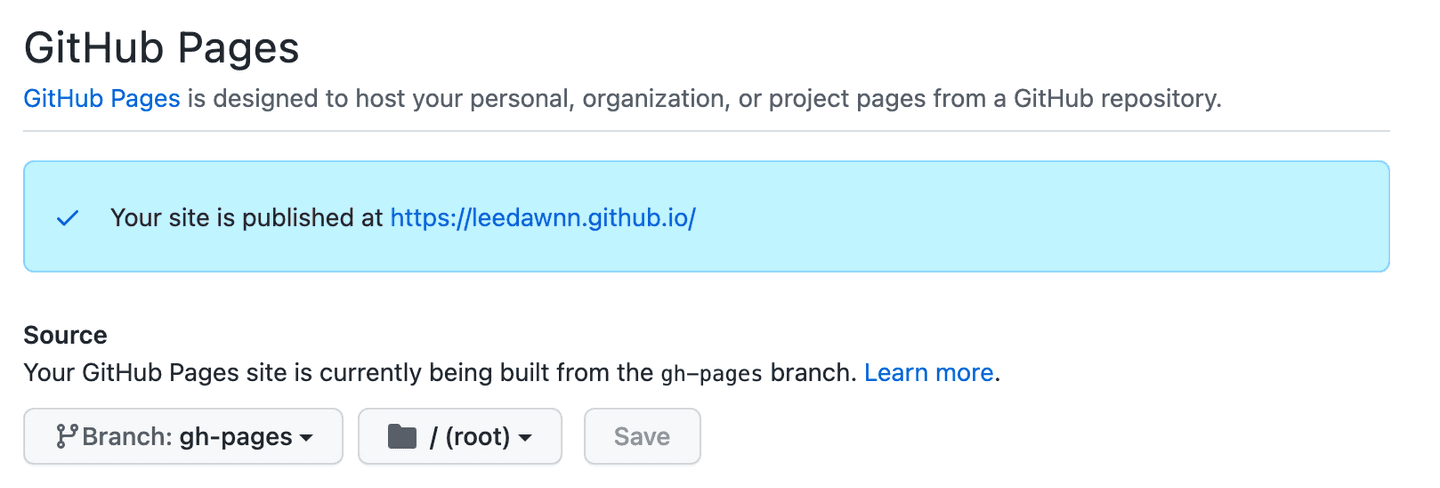 GitHub Pages
GitHub Pages is designed to host your personal, organization, or project pages from a GitHub repository.
Your site is published at https://leedawnn.github.io/
Source
Your GitHub Pages site is currently being built from the gh-pages branch. Learn more.
Branch: gh-pages / (root) Save